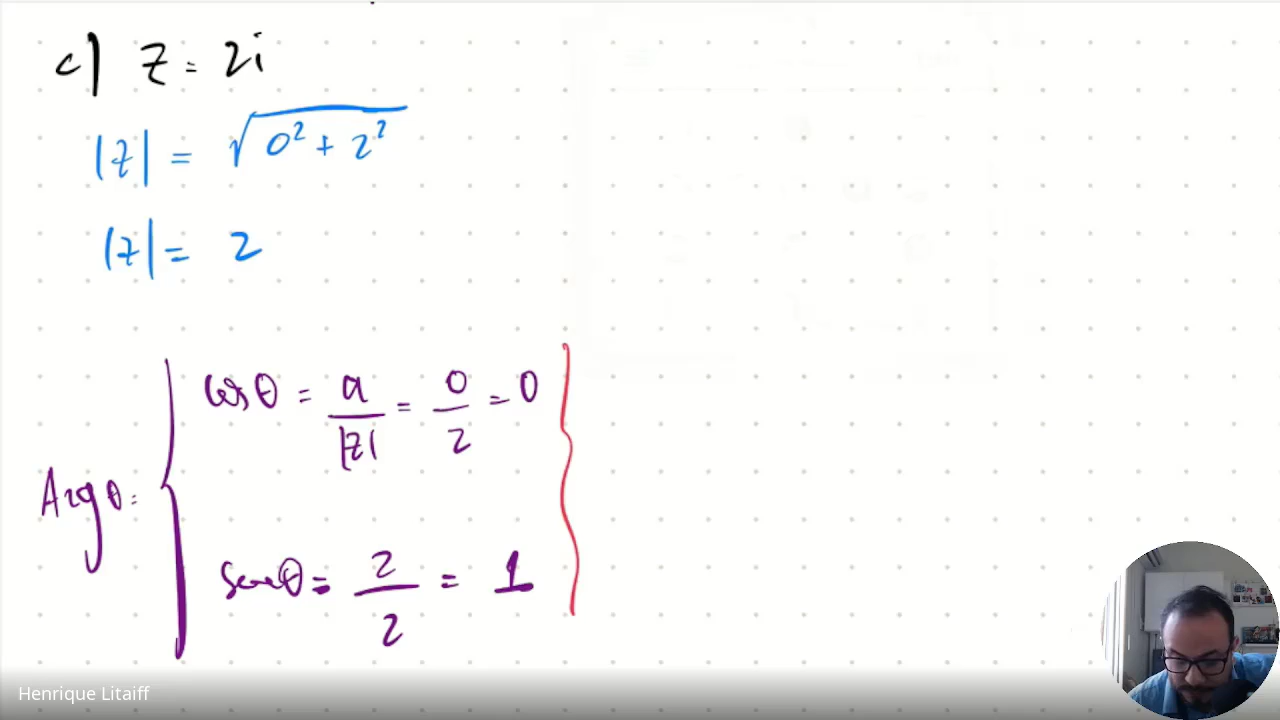 c) z = 2i
|z| = √(0² + 2²)
|z| = 2
cosθ = a/|z| = 0/2 = 0
Argθ =
senθ = 2/2 = 1
Henrique Litaiff